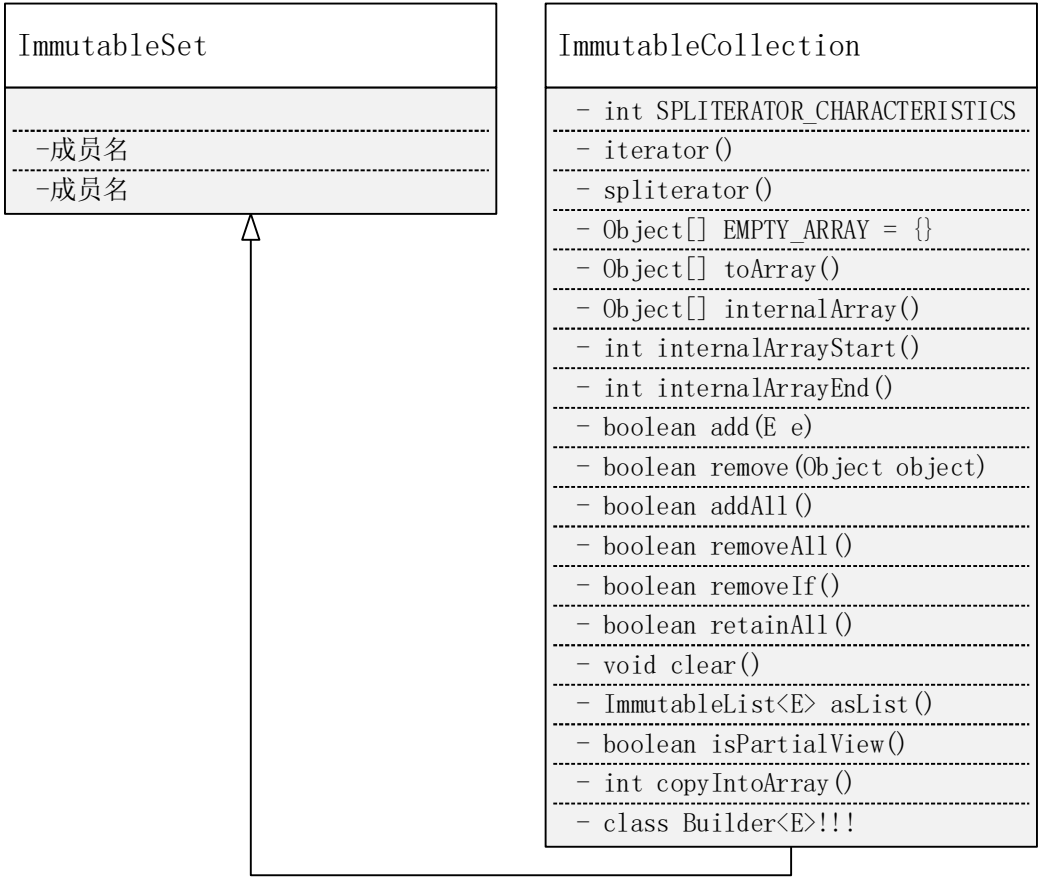 ImmutableSet
-成员名
-成员名
ImmutableCollection
- int SPLITERATOR_CHARACTERISTICS
- iterator()
- spliterator()
- Object[] EMPTY_ARRAY = {}
- Object[] toArray()
- Object[] internalArray()
- int internalArrayStart()
- int internalArrayEnd()
- boolean add(E e)
- boolean remove(Object object)
- boolean addAll()
- boolean removeAll()
- boolean removeIf()
- boolean retainAll()
- void clear()
- ImmutableList<E> asList()
- boolean isPartialView()
- int copyIntoArray()
- class Builder<E>!!!